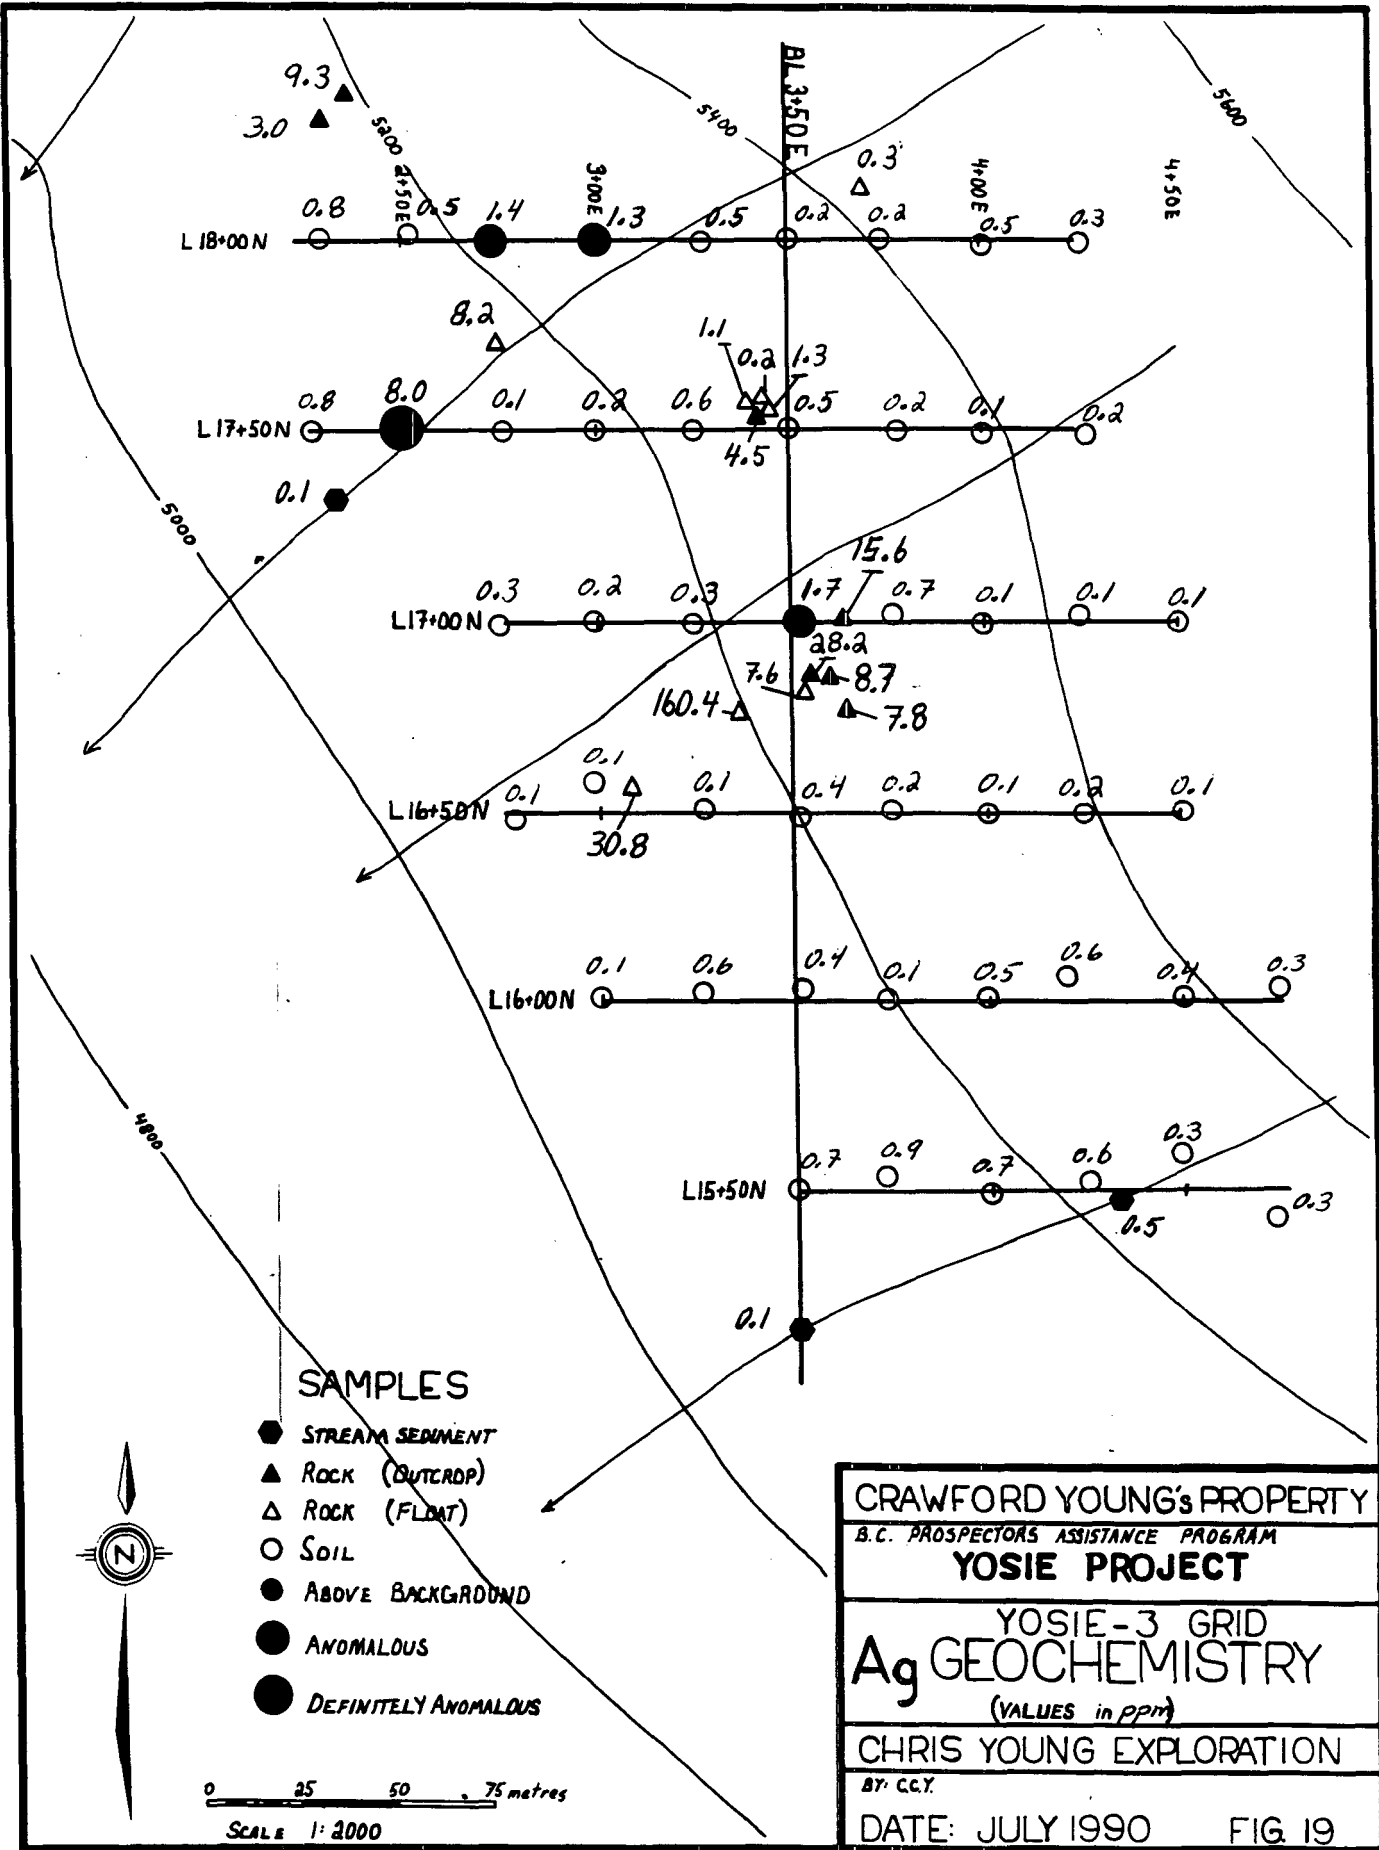 BL 3+50E
9.3
3.0
5200
5400
5600
0.3
2+50E
3+00E
4+00E
4+50E
L18+00N
0.8
0.5
1.4
1.3
0.5
0.2
0.2
0.5
0.3
8.2
1.1
0.2
1.3
L17+50N
0.8
8.0
0.1
0.2
0.6
0.5
0.2
0.1
0.2
4.5
0.1
5000
15.6
L17+00N
0.3
0.2
0.3
1.7
0.7
0.1
0.1
0.1
28.2
7.6
8.7
160.4
7.8
L16+50N
0.1
0.1
0.1
0.4
0.2
0.1
0.2
0.1
30.8
L16+00N
0.1
0.6
0.4
0.1
0.5
0.6
0.4
0.3
4800
L15+50N
0.7
0.9
0.7
0.6
0.3
0.3
0.5
0.1
SAMPLES
STREAM SEDIMENT
ROCK (OUTCROP)
ROCK (FLOAT)
SOIL
ABOVE BACKGROUND
ANOMALOUS
DEFINITELY ANOMALOUS
N
0 25 50 75 metres
SCALE 1:2000
CRAWFORD YOUNG's PROPERTY
B.C. PROSPECTORS ASSISTANCE PROGRAM
YOSIE PROJECT
YOSIE-3 GRID
Ag GEOCHEMISTRY
(VALUES in ppm)
CHRIS YOUNG EXPLORATION
BY: C.C.Y.
DATE: JULY 1990 FIG. 19